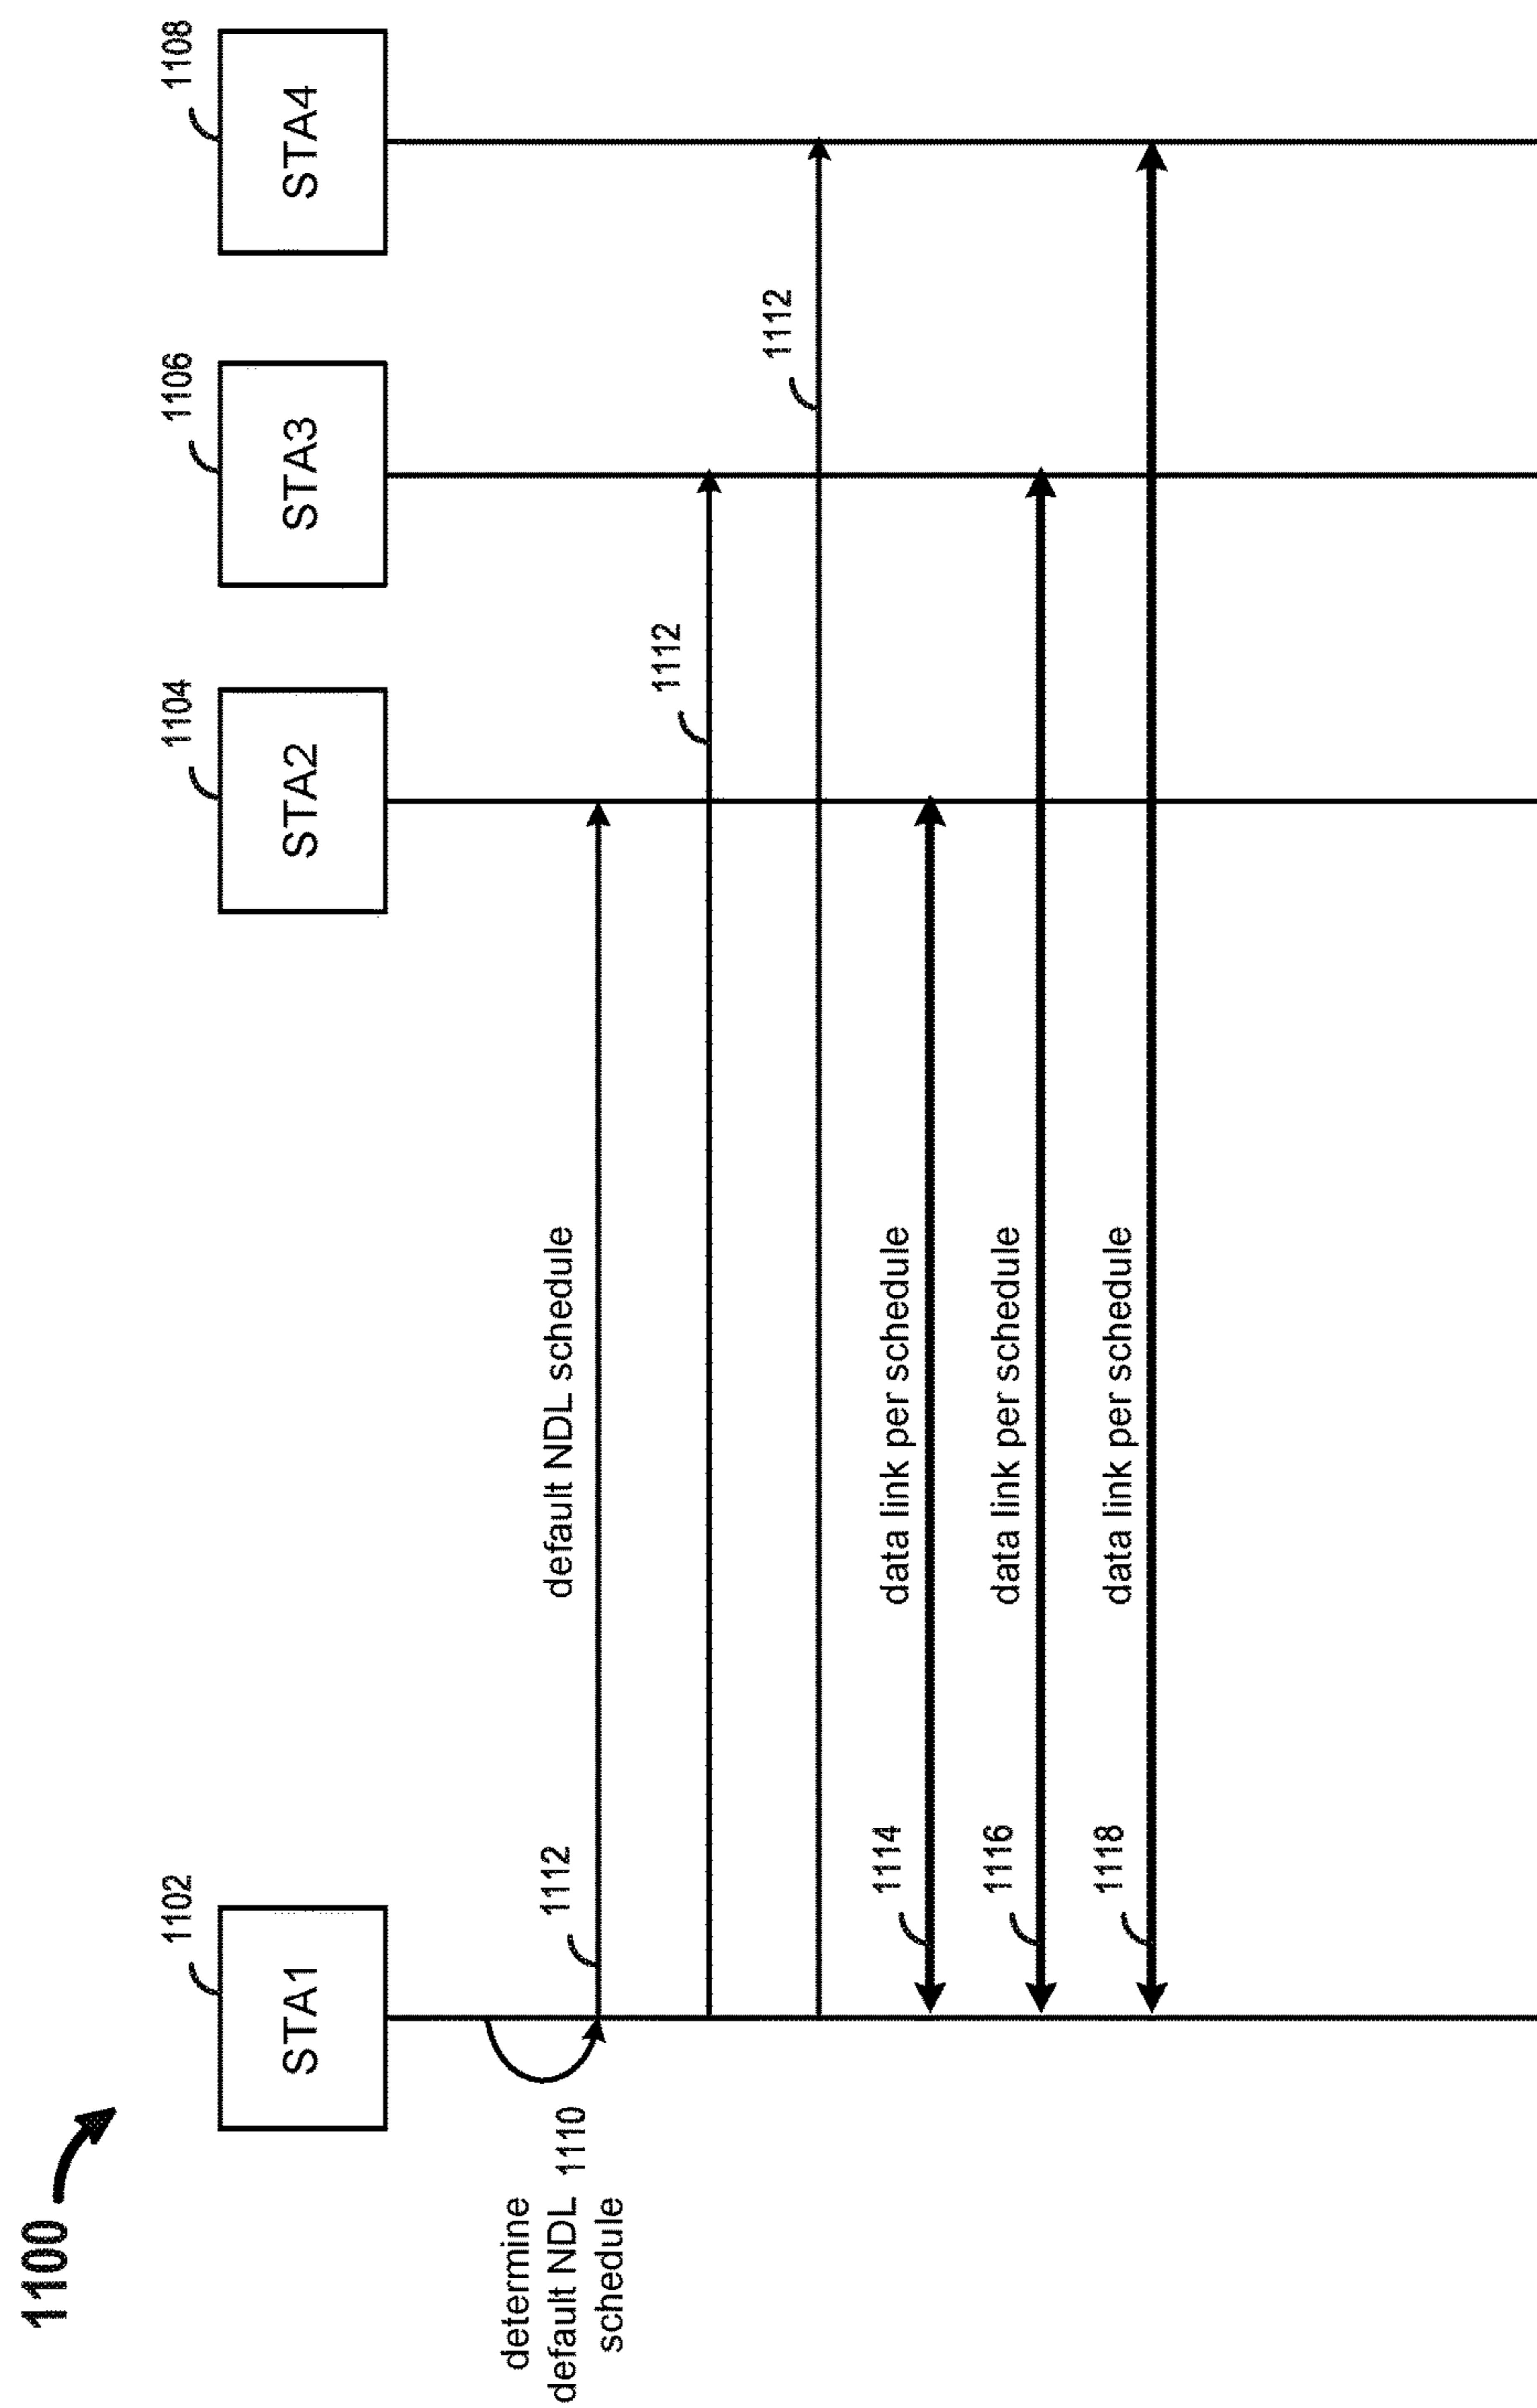 1100
1102
1104
1106
1108
STA1
STA2
STA3
STA4
determine
default NDL 1110
schedule
1112
default NDL schedule
1112
1112
1114
data link per schedule
1116
data link per schedule
1118
data link per schedule